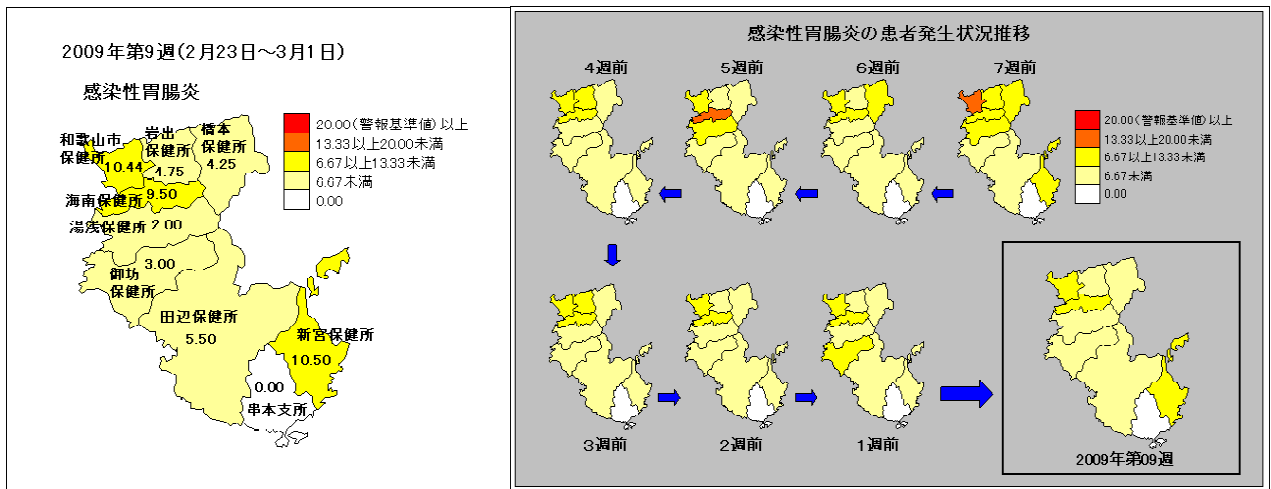 2009年第9週(2月23日～3月1日)
感染性胃腸炎
20.00(警報基準値)以上
13.33以上20.00未満
6.67以上13.33未満
6.67未満
0.00
和歌山市
保健所
10.44
岩出
保健所
4.75
橋本
保健所
4.25
海南保健所
9.50
湯浅保健所
2.00
3.00
御坊
保健所
田辺保健所
5.50
新宮保健所
10.50
0.00
串本支所
感染性胃腸炎の患者発生状況推移
4週前
5週前
6週前
7週前
20.00(警報基準値)以上
13.33以上20.00未満
6.67以上13.33未満
6.67未満
0.00
3週前
2週前
1週前
2009年第09週